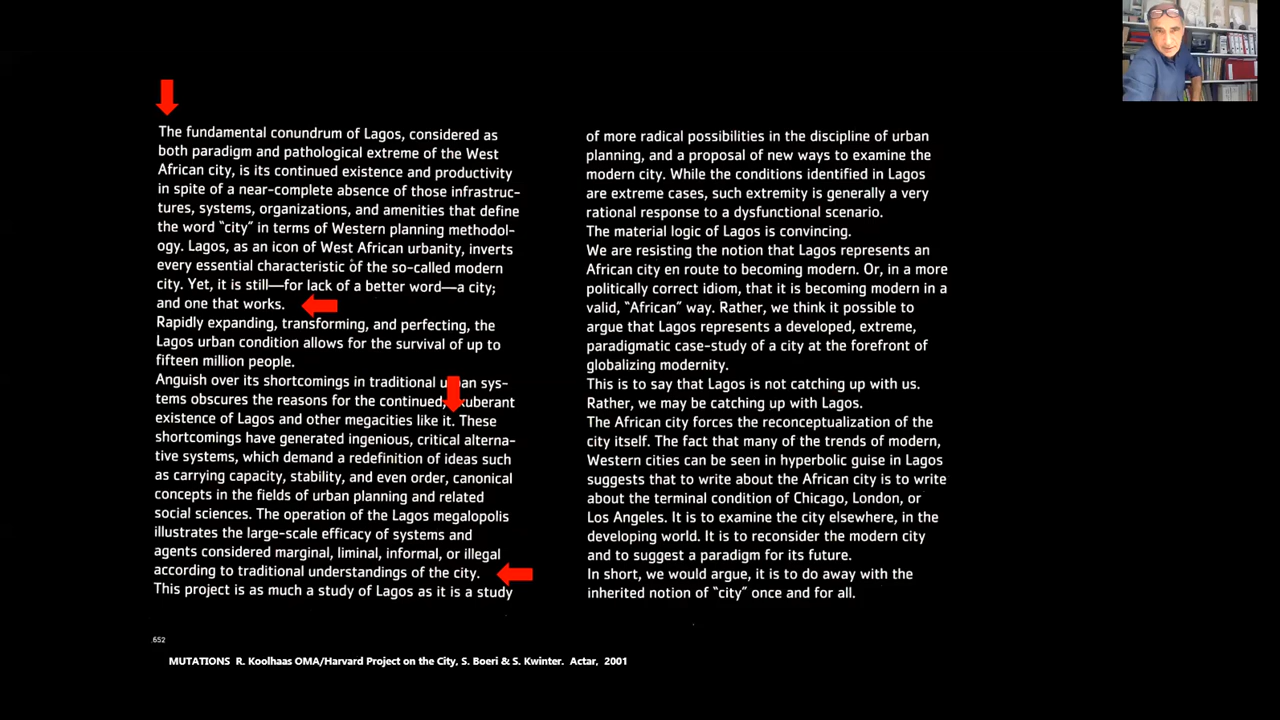 The fundamental conundrum of Lagos, considered as
both paradigm and pathological extreme of the West
African city, is its continued existence and productivity
in spite of a near-complete absence of those infrastruc-
tures, systems, organizations, and amenities that define
the word “city” in terms of Western planning methodol-
ogy. Lagos, as an icon of West African urbanity, inverts
every essential characteristic of the so-called modern
city. Yet, it is still—for lack of a better word—a city;
and one that works.
Rapidly expanding, transforming, and perfecting, the
Lagos urban condition allows for the survival of up to
fifteen million people.
Anguish over its shortcomings in traditional urban sys-
tems obscures the reasons for the continued, exuberant
existence of Lagos and other megacities like it. These
shortcomings have generated ingenious, critical alterna-
tive systems, which demand a redefinition of ideas such
as carrying capacity, stability, and even order, canonical
concepts in the fields of urban planning and related
social sciences. The operation of the Lagos megalopolis
illustrates the large-scale efficacy of systems and
agents considered marginal, liminal, informal, or illegal
according to traditional understandings of the city.
This project is as much a study of Lagos as it is a study
of more radical possibilities in the discipline of urban
planning, and a proposal of new ways to examine the
modern city. While the conditions identified in Lagos
are extreme cases, such extremity is generally a very
rational response to a dysfunctional scenario.
The material logic of Lagos is convincing.
We are resisting the notion that Lagos represents an
African city en route to becoming modern. Or, in a more
politically correct idiom, that it is becoming modern in a
valid, “African” way. Rather, we think it possible to
argue that Lagos represents a developed, extreme,
paradigmatic case-study of a city at the forefront of
globalizing modernity.
This is to say that Lagos is not catching up with us.
Rather, we may be catching up with Lagos.
The African city forces the reconceptualization of the
city itself. The fact that many of the trends of modern,
Western cities can be seen in hyperbolic guise in Lagos
suggests that to write about the African city is to write
about the terminal condition of Chicago, London, or
Los Angeles. It is to examine the city elsewhere, in the
developing world. It is to reconsider the modern city
and to suggest a paradigm for its future.
In short, we would argue, it is to do away with the
inherited notion of “city” once and for all.
652
MUTATIONS R. Koolhaas OMA/Harvard Project on the City, S. Boeri & S. Kwinter. Actar, 2001